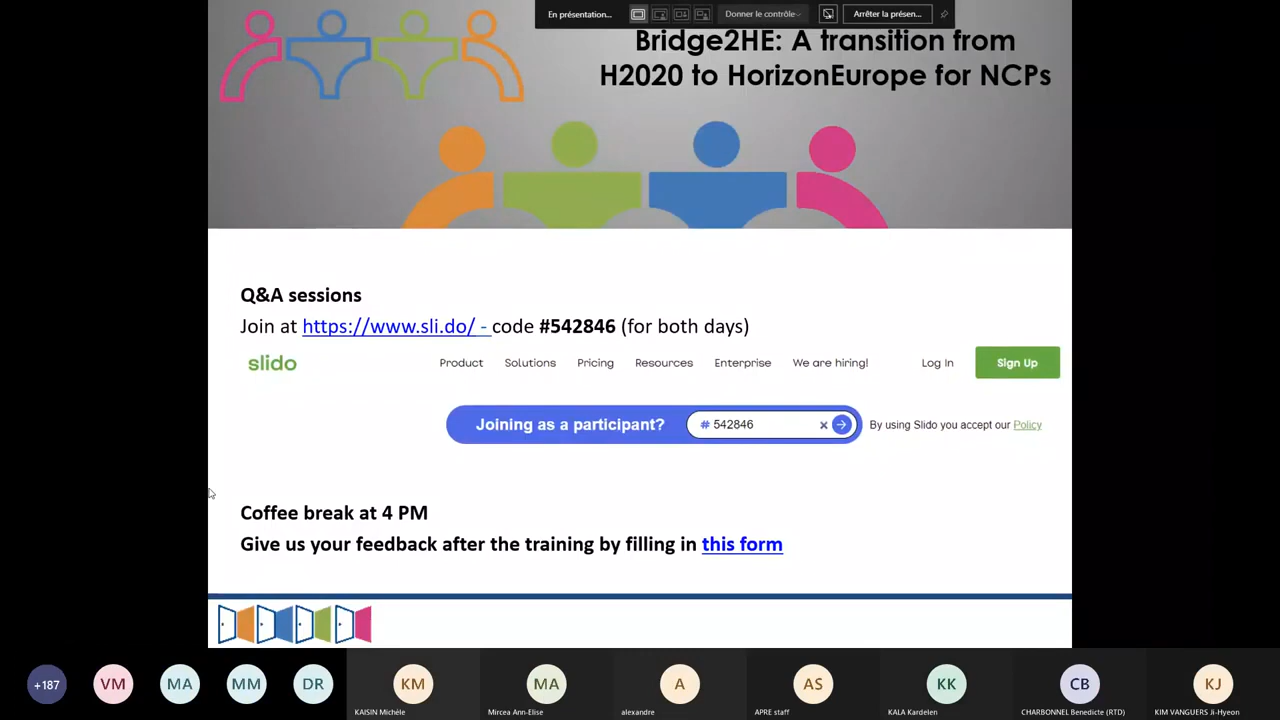 En présentation...
Donner le contrôle
Arrêter la présen...
Bridge2HE: A transition from
H2020 to HorizonEurope for NCPs
Q&A sessions
Join at https://www.sli.do/ - code #542846 (for both days)
slido Product Solutions Pricing Resources Enterprise We are hiring! Log In Sign Up
Joining as a participant? # 542846 By using Slido you accept our Policy
Coffee break at 4 PM
Give us your feedback after the training by filling in this form
+187 VM MA MM DR KM MA A AS KK CB KJ
KAISIN Michèle Mircea Ann-Elise alexandre APRE staff KALA Kardelen CHARBONNEL Benedicte (RTD) KIM VANGUERS Ji-Hyeon